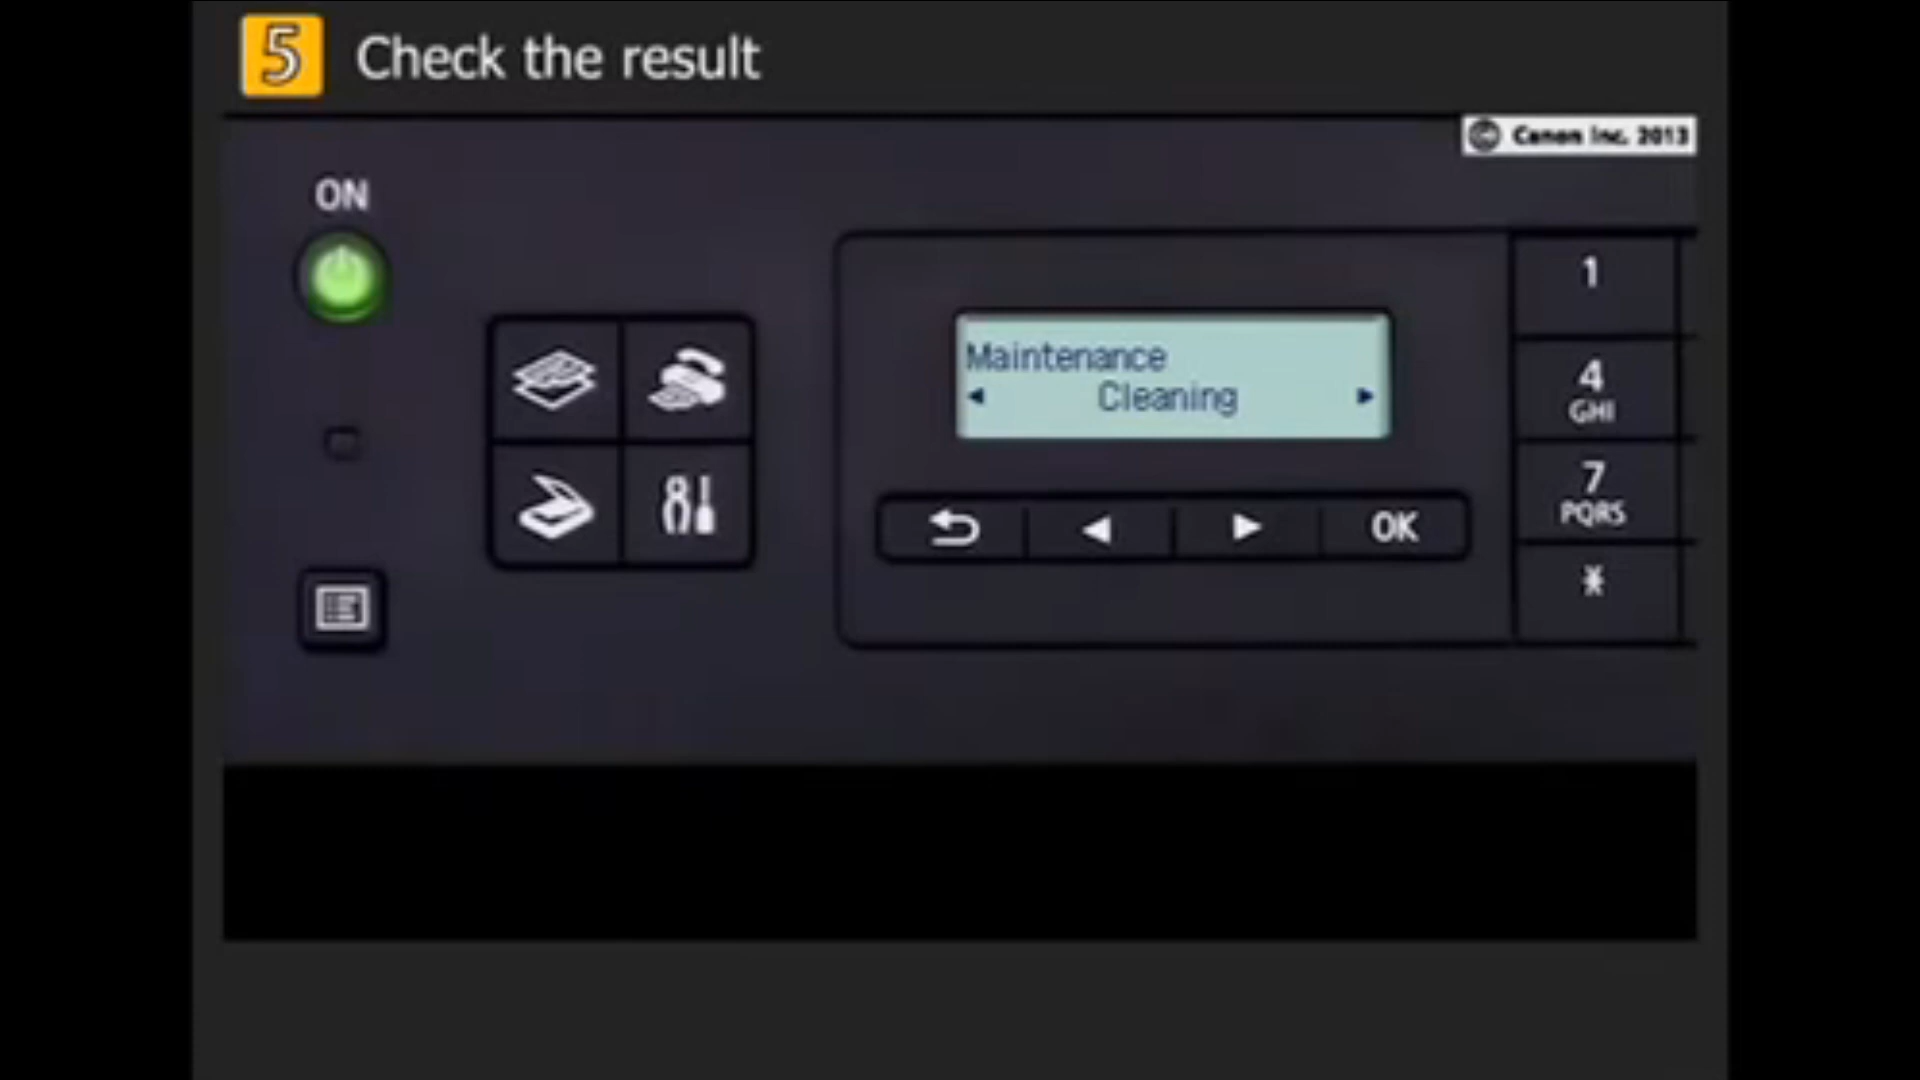 5 Check the result
© Canon Inc. 2013
ON
Maintenance
Cleaning
OK
1
4
GHI
7
PQRS
*